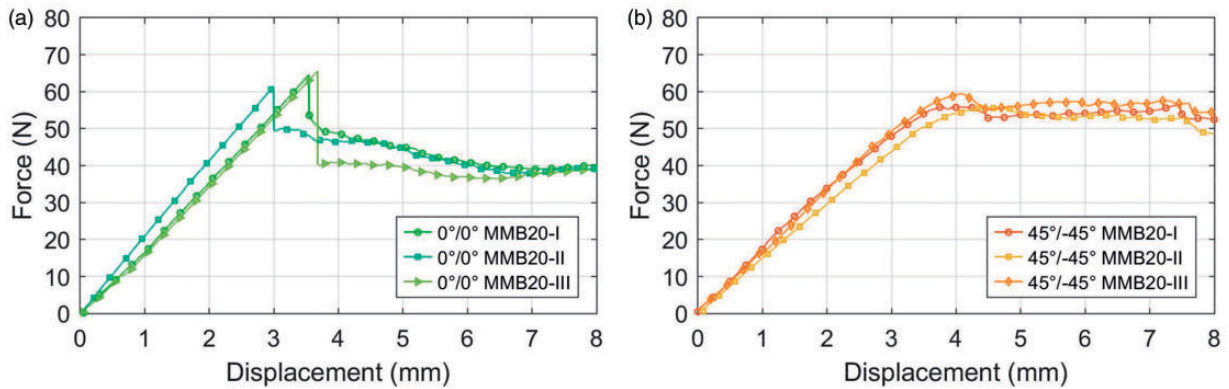 (a)
80
70
60
50
40
30
20
10
0
Force (N)
0°/0° MMB20-I
0°/0° MMB20-II
0°/0° MMB20-III
0 1 2 3 4 5 6 7 8
Displacement (mm)
(b)
80
70
60
50
40
30
20
10
0
Force (N)
45°/-45° MMB20-I
45°/-45° MMB20-II
45°/-45° MMB20-III
0 1 2 3 4 5 6 7 8
Displacement (mm)